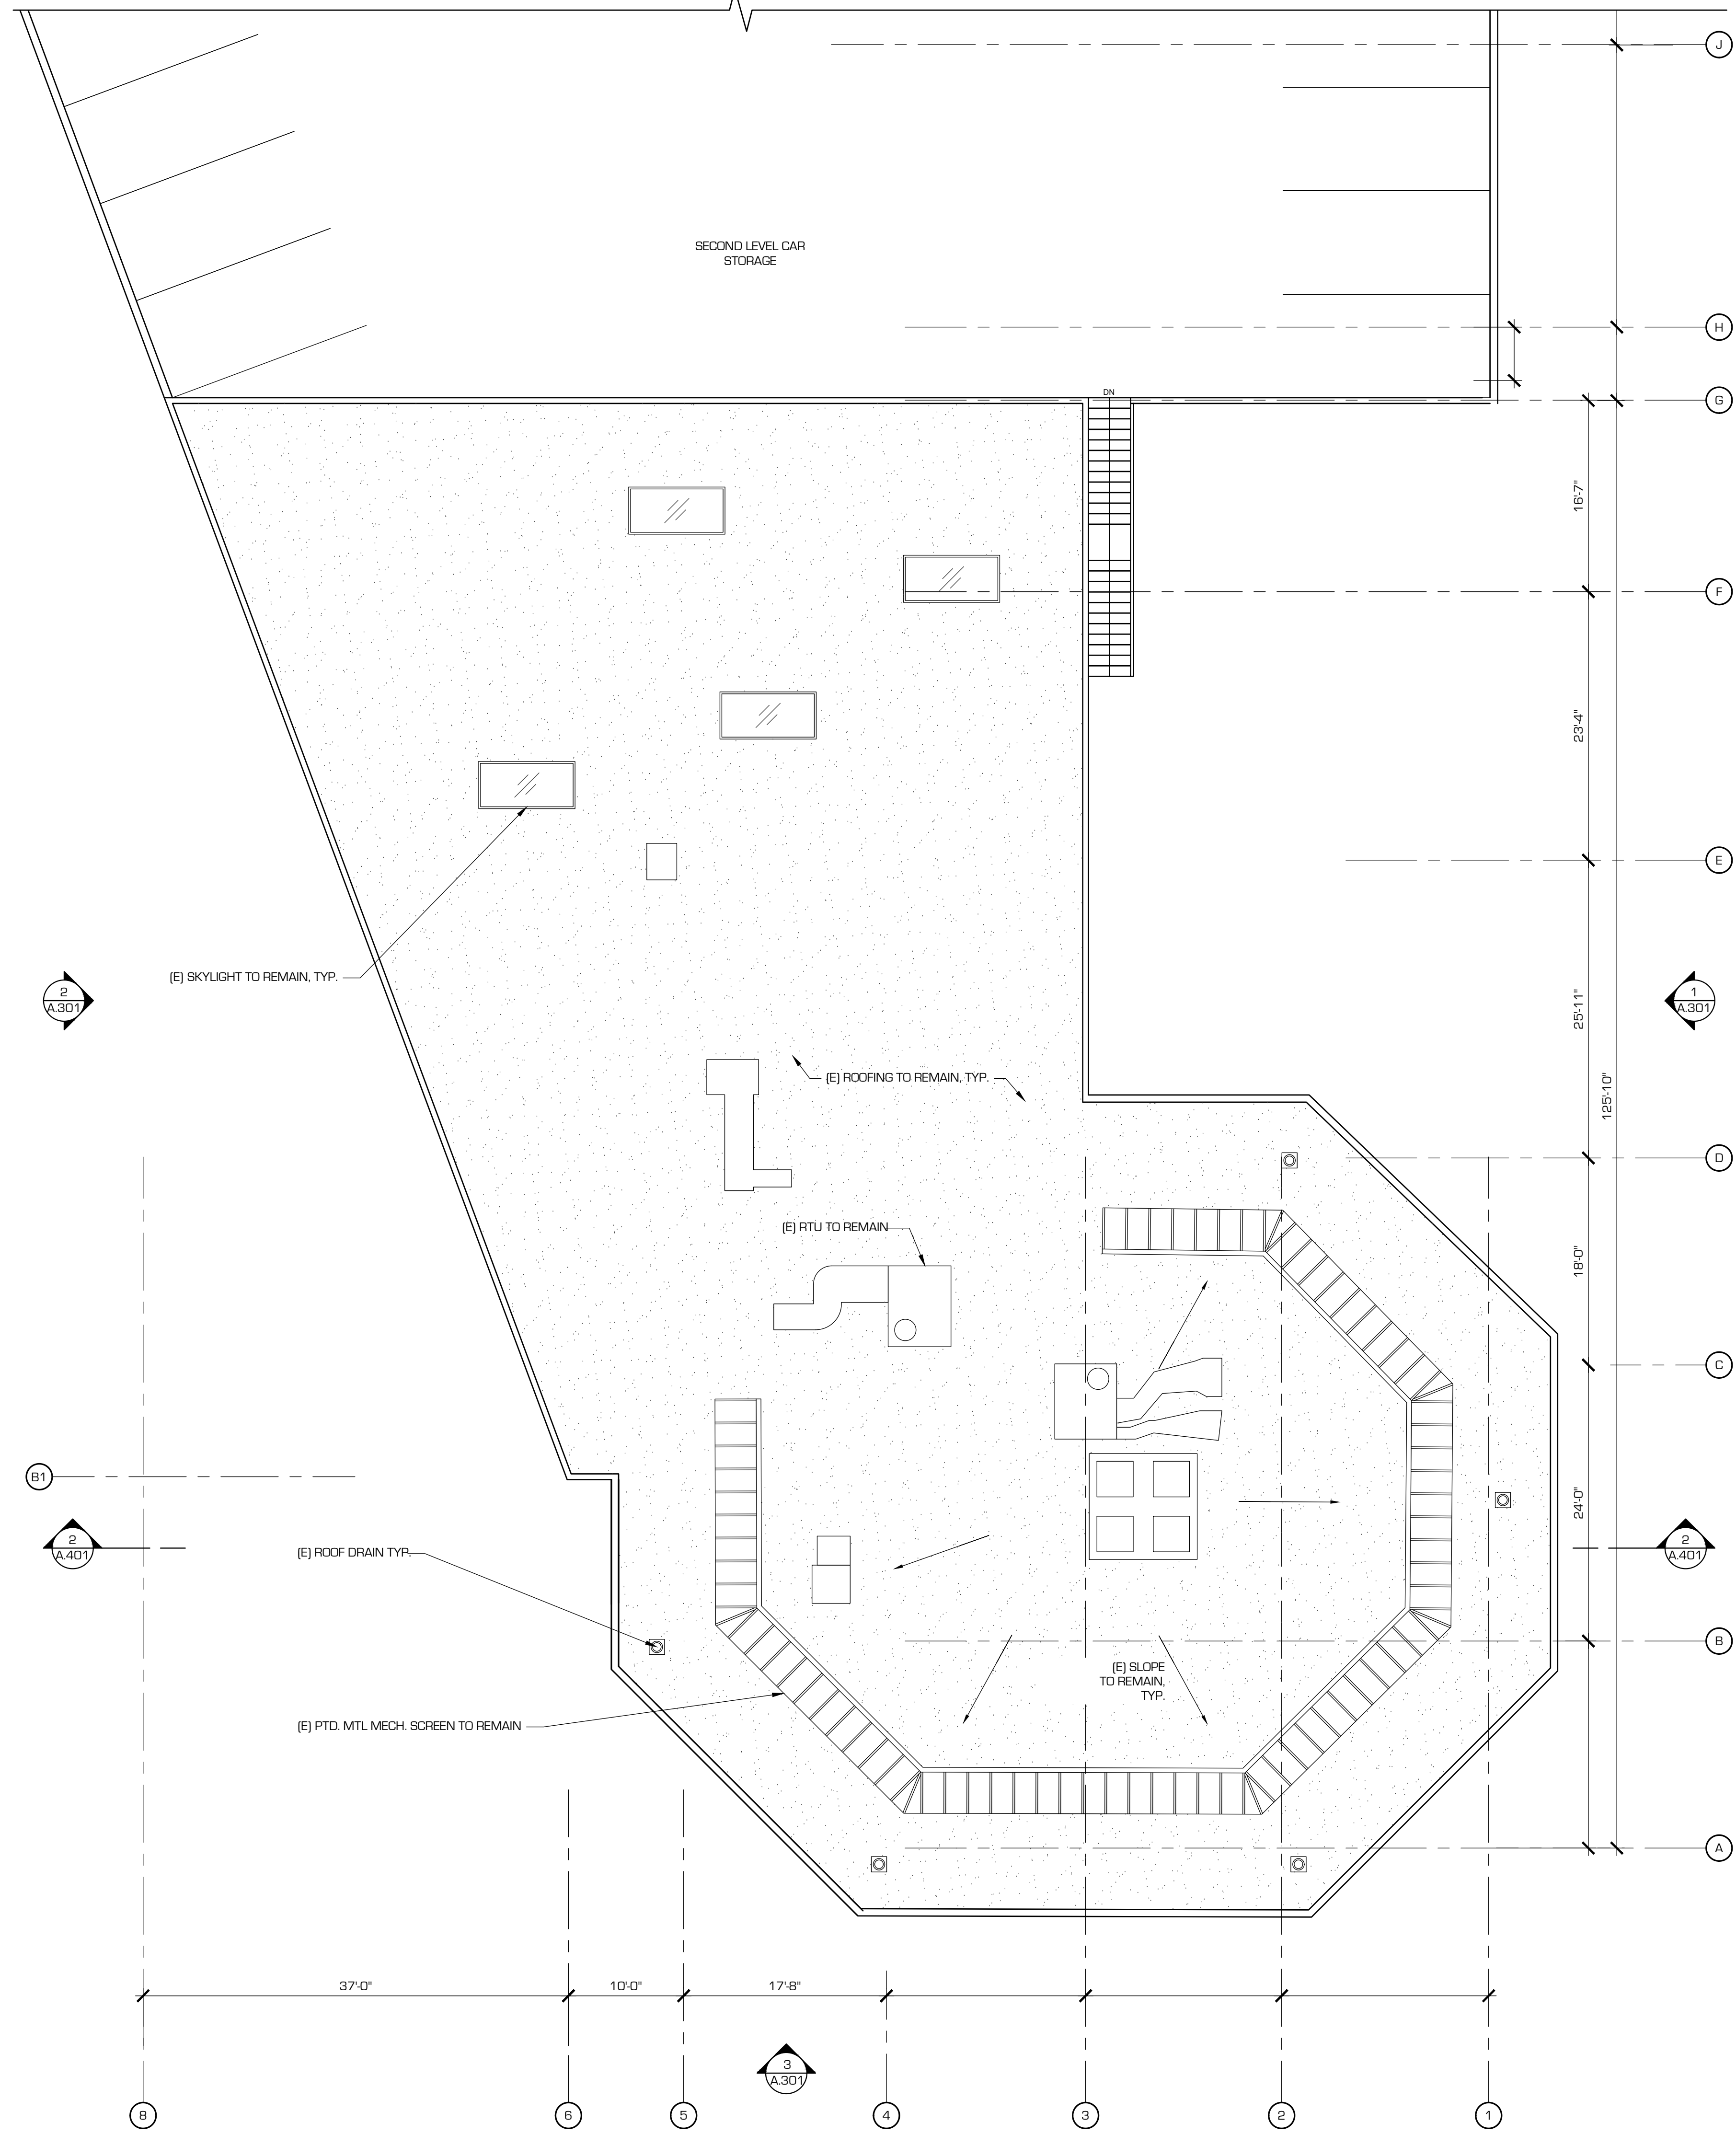 J
SECOND LEVEL CAR
STORAGE
H
DN
G
16'-7"
F
23'-4"
E
(E) SKYLIGHT TO REMAIN, TYP.
2
A.301
25'-11"
1
A.301
(E) ROOFING TO REMAIN, TYP.
125'-10"
D
(E) RTU TO REMAIN
18'-0"
C
B1
24'-0"
2
A.401
(E) ROOF DRAIN TYP.
2
A.401
B
(E) SLOPE
TO REMAIN,
TYP.
(E) PTD. MTL MECH. SCREEN TO REMAIN
A
37'-0"
10'-0"
17'-8"
3
A.301
8
6
5
4
3
2
1